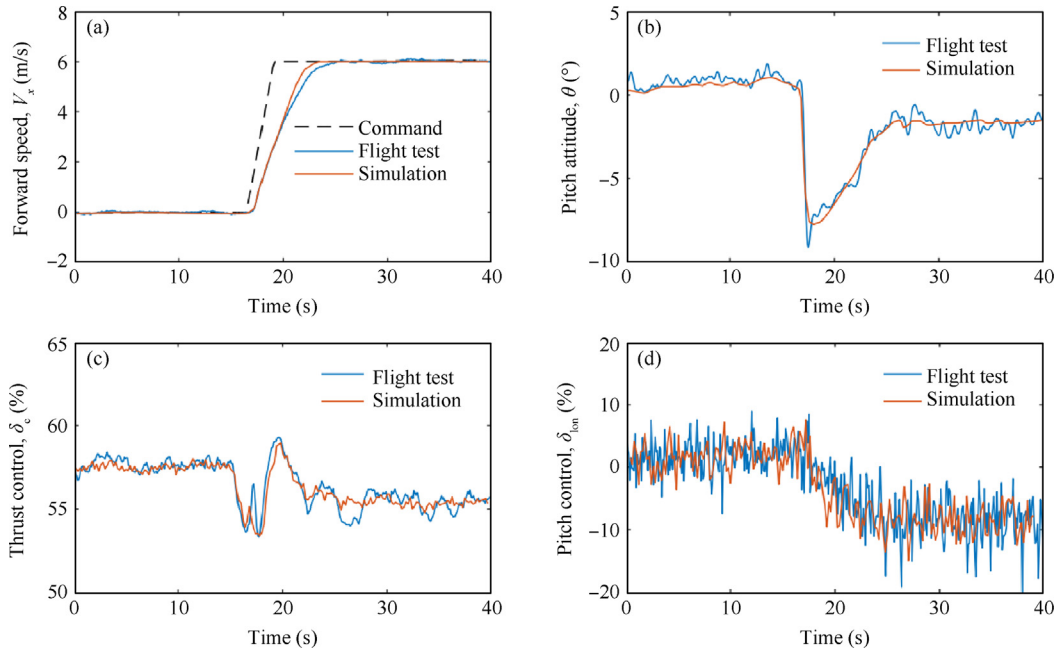 (a)
8
6
4
2
0
−2
Forward speed, Vx (m/s)
Command
Flight test
Simulation
0 10 20 30 40
Time (s)
(b)
5
0
−5
−10
Pitch attitude, θ (°)
Flight test
Simulation
0 10 20 30 40
Time (s)
(c)
65
60
55
50
Thrust control, δc (%)
Flight test
Simulation
0 10 20 30 40
Time (s)
(d)
20
10
0
−10
−20
Pitch control, δlon (%)
Flight test
Simulation
0 10 20 30 40
Time (s)